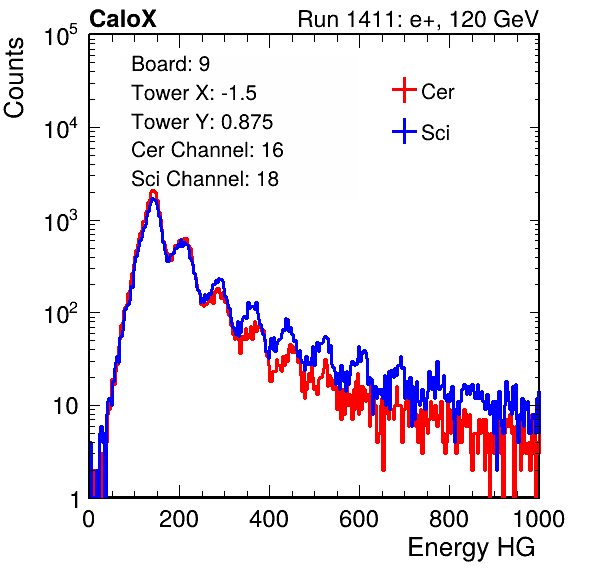 CaloX
Run 1411: e+, 120 GeV
Counts
Board: 9
Tower X: -1.5
Tower Y: 0.875
Cer Channel: 16
Sci Channel: 18
Cer
Sci
10^5
10^4
10^3
10^2
10
1
0 200 400 600 800 1000
Energy HG